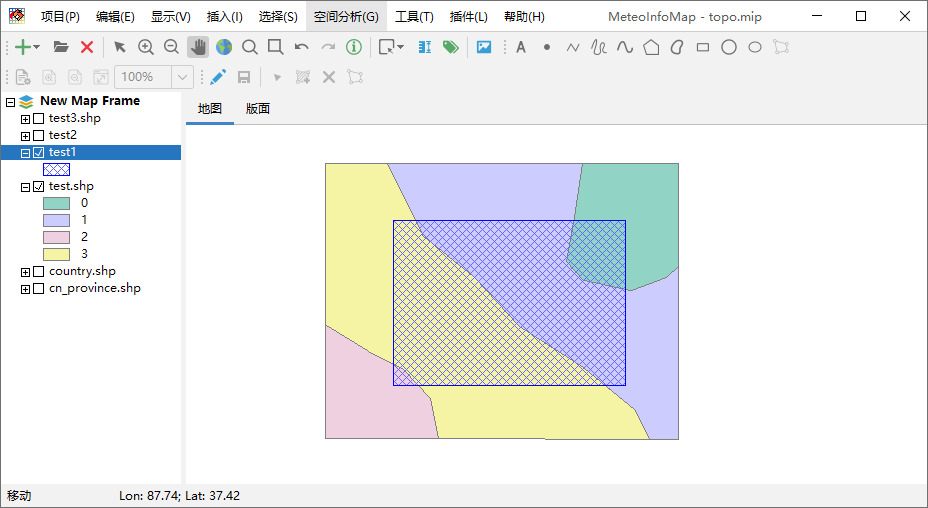 项目(P) 编辑(E) 显示(V) 插入(I) 选择(S) 空间分析(G) 工具(T) 插件(L) 帮助(H) MeteoInfoMap - topo.mip
A
100%
New Map Frame
地图 版面
test3.shp
test2
test1
test.shp
0
1
2
3
country.shp
cn_province.shp
移动 Lon: 87.74; Lat: 37.42